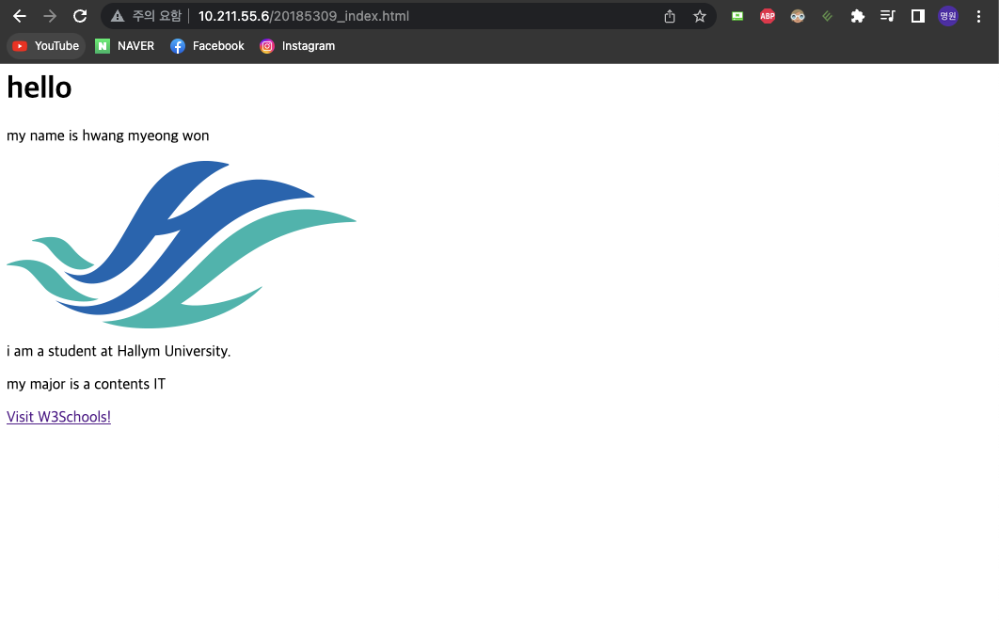 주의 요함 10.211.55.6/20185309_index.html ABP 명원
YouTube N NAVER Facebook Instagram
hello
my name is hwang myeong won
i am a student at Hallym University.
my major is a contents IT
Visit W3Schools!